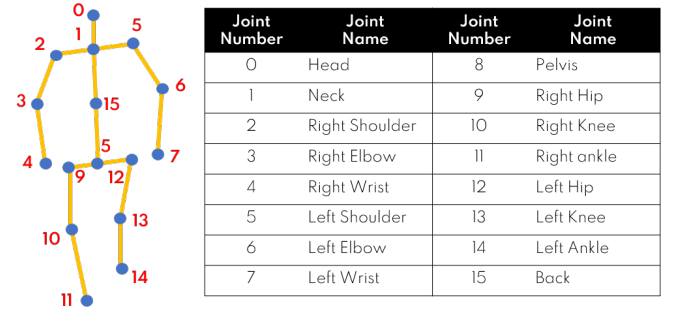 0
1
5
2
6
3
15
4
5
7
9
12
13
10
14
11
Joint Number Joint Name Joint Number Joint Name
0 Head 8 Pelvis
1 Neck 9 Right Hip
2 Right Shoulder 10 Right Knee
3 Right Elbow 11 Right ankle
4 Right Wrist 12 Left Hip
5 Left Shoulder 13 Left Knee
6 Left Elbow 14 Left Ankle
7 Left Wrist 15 Back